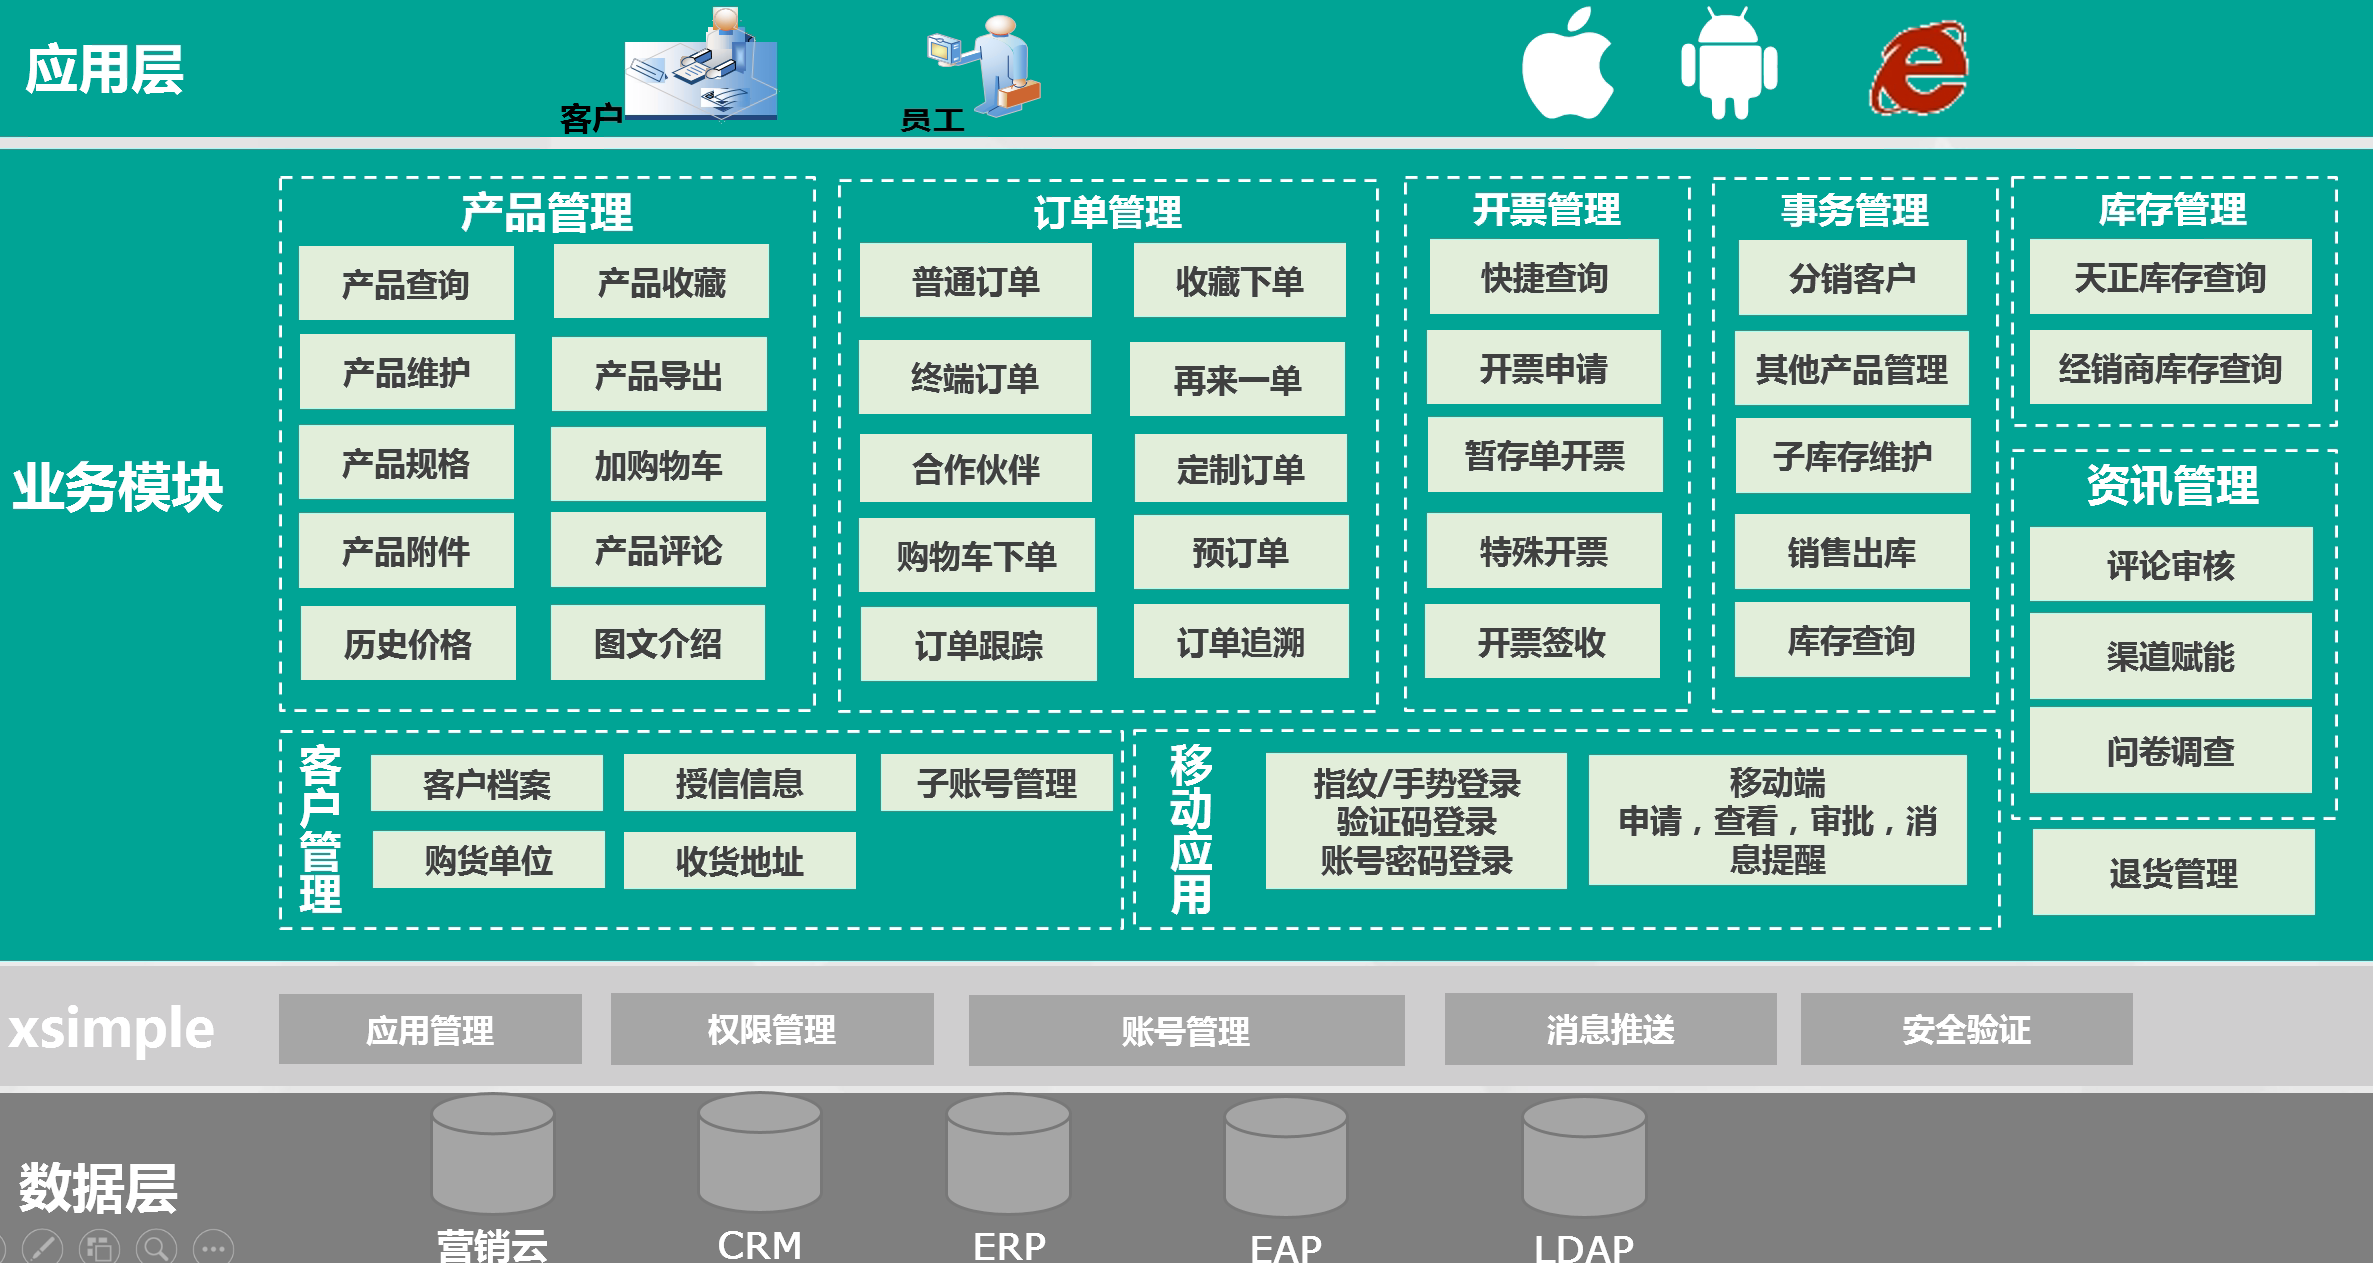 应用层
客户
员工
业务模块
产品管理
产品查询
产品收藏
产品维护
产品导出
产品规格
加购物车
产品附件
产品评论
历史价格
图文介绍
订单管理
普通订单
收藏下单
终端订单
再来一单
合作伙伴
定制订单
购物车下单
预订单
订单跟踪
订单追溯
开票管理
快捷查询
开票申请
暂存单开票
特殊开票
开票签收
事务管理
分销客户
其他产品管理
子库存维护
销售出库
库存查询
库存管理
天正库存查询
经销商库存查询
资讯管理
评论审核
渠道赋能
问卷调查
退货管理
客户管理
客户档案
授信信息
子账号管理
购货单位
收货地址
移动应用
指纹/手势登录
验证码登录
账号密码登录
移动端
申请，查看，审批，消
息提醒
xsimple
应用管理
权限管理
账号管理
消息推送
安全验证
数据层
营销云
CRM
ERP
EAP
LDAP